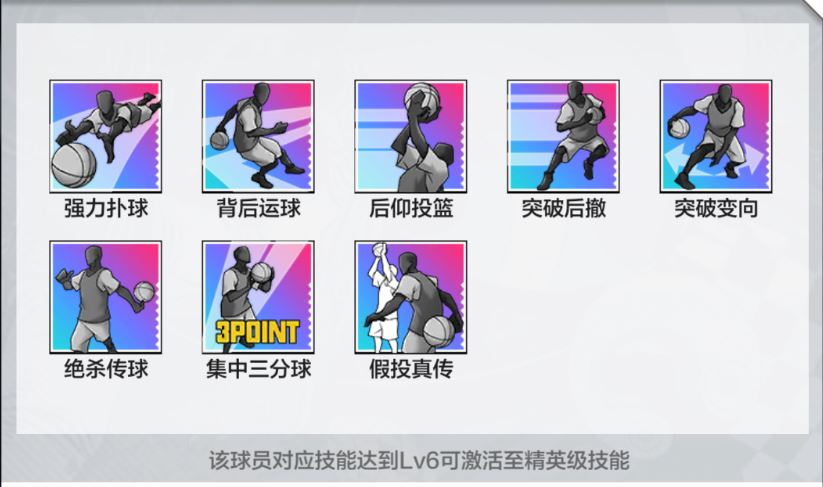 强力扑球
背后运球
后仰投篮
突破后撤
突破变向
绝杀传球
3POINT
集中三分球
假投真传
该球员对应技能达到Lv6可激活至精英级技能